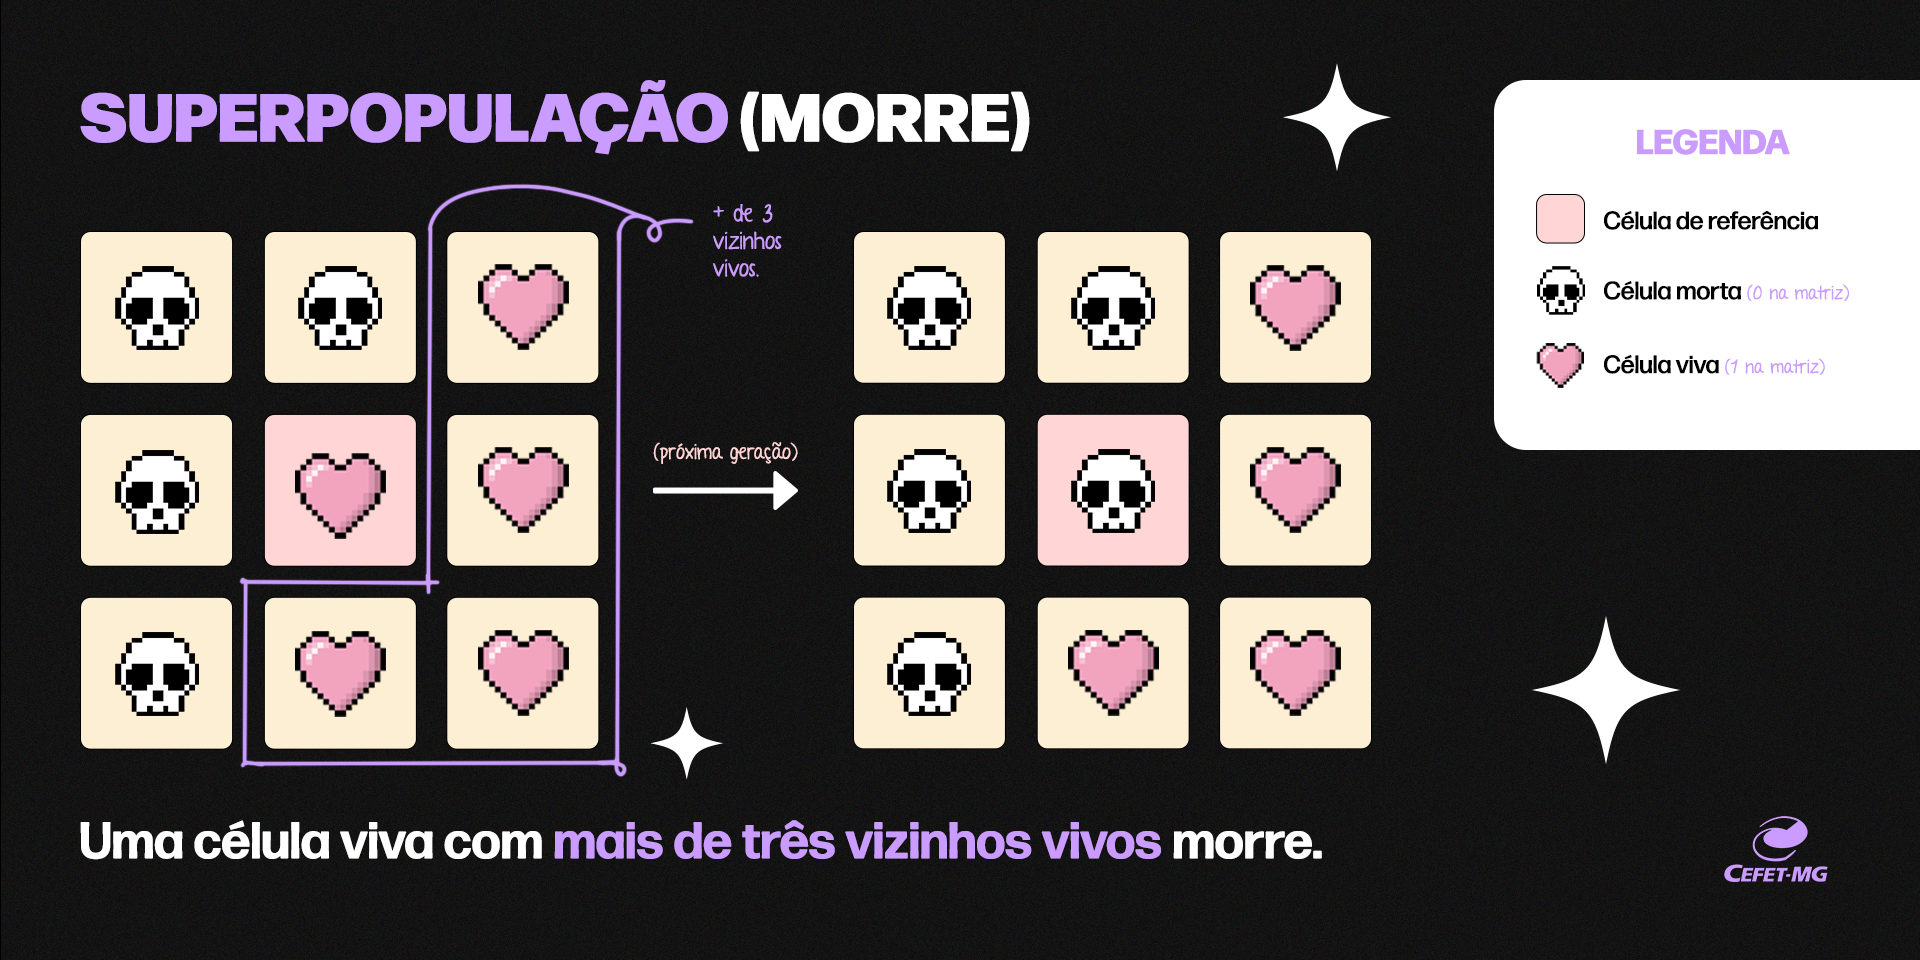 SUPERPOPULAÇÃO (MORRE)
+ de 3
vizinhos
vivos.
(próxima geração)
LEGENDA
Célula de referência
Célula morta (0 na matriz)
Célula viva (1 na matriz)
Uma célula viva com mais de três vizinhos vivos morre.
CEFET-MG